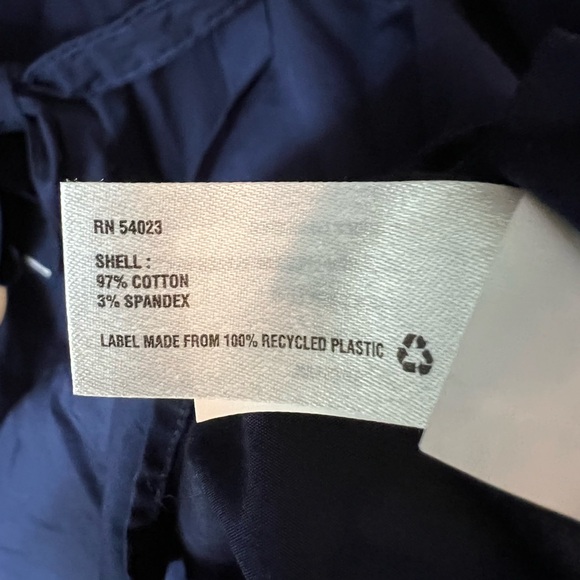 RN 54023
SHELL :
97% COTTON
3% SPANDEX
LABEL MADE FROM 100% RECYCLED PLASTIC